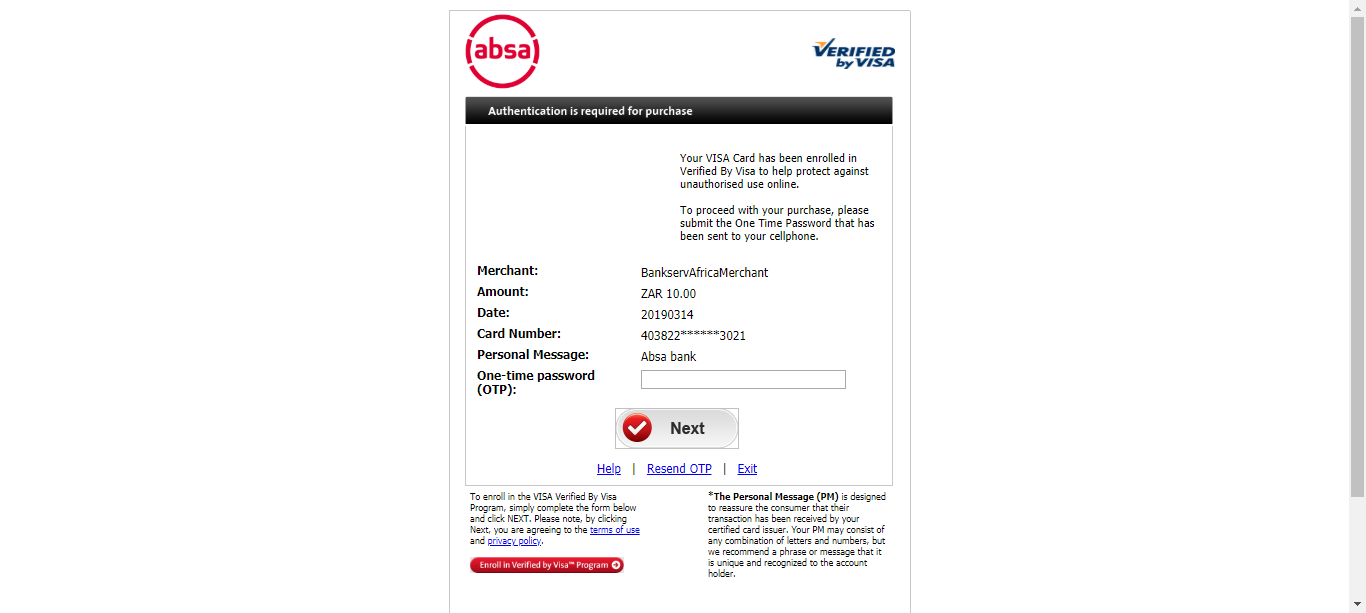 absa
VERIFIED
by VISA
Authentication is required for purchase
Your VISA Card has been enrolled in
Verified By Visa to help protect against
unauthorised use online.
To proceed with your purchase, please
submit the One Time Password that has
been sent to your cellphone.
Merchant: BankservAfricaMerchant
Amount: ZAR 10.00
Date: 20190314
Card Number: 403822******3021
Personal Message: Absa bank
One-time password
(OTP):
Next
Help | Resend OTP | Exit
To enroll in the VISA Verified By Visa
Program, simply complete the form below
and click NEXT. Please note, by clicking
Next, you are agreeing to the terms of use
and privacy policy.
Enroll in Verified by Visa™ Program
*The Personal Message (PM) is designed
to reassure the consumer that their
transaction has been received by your
certified card issuer. Your PM may consist of
any combination of letters and numbers, but
we recommend a phrase or message that it
is unique and recognized to the account
holder.